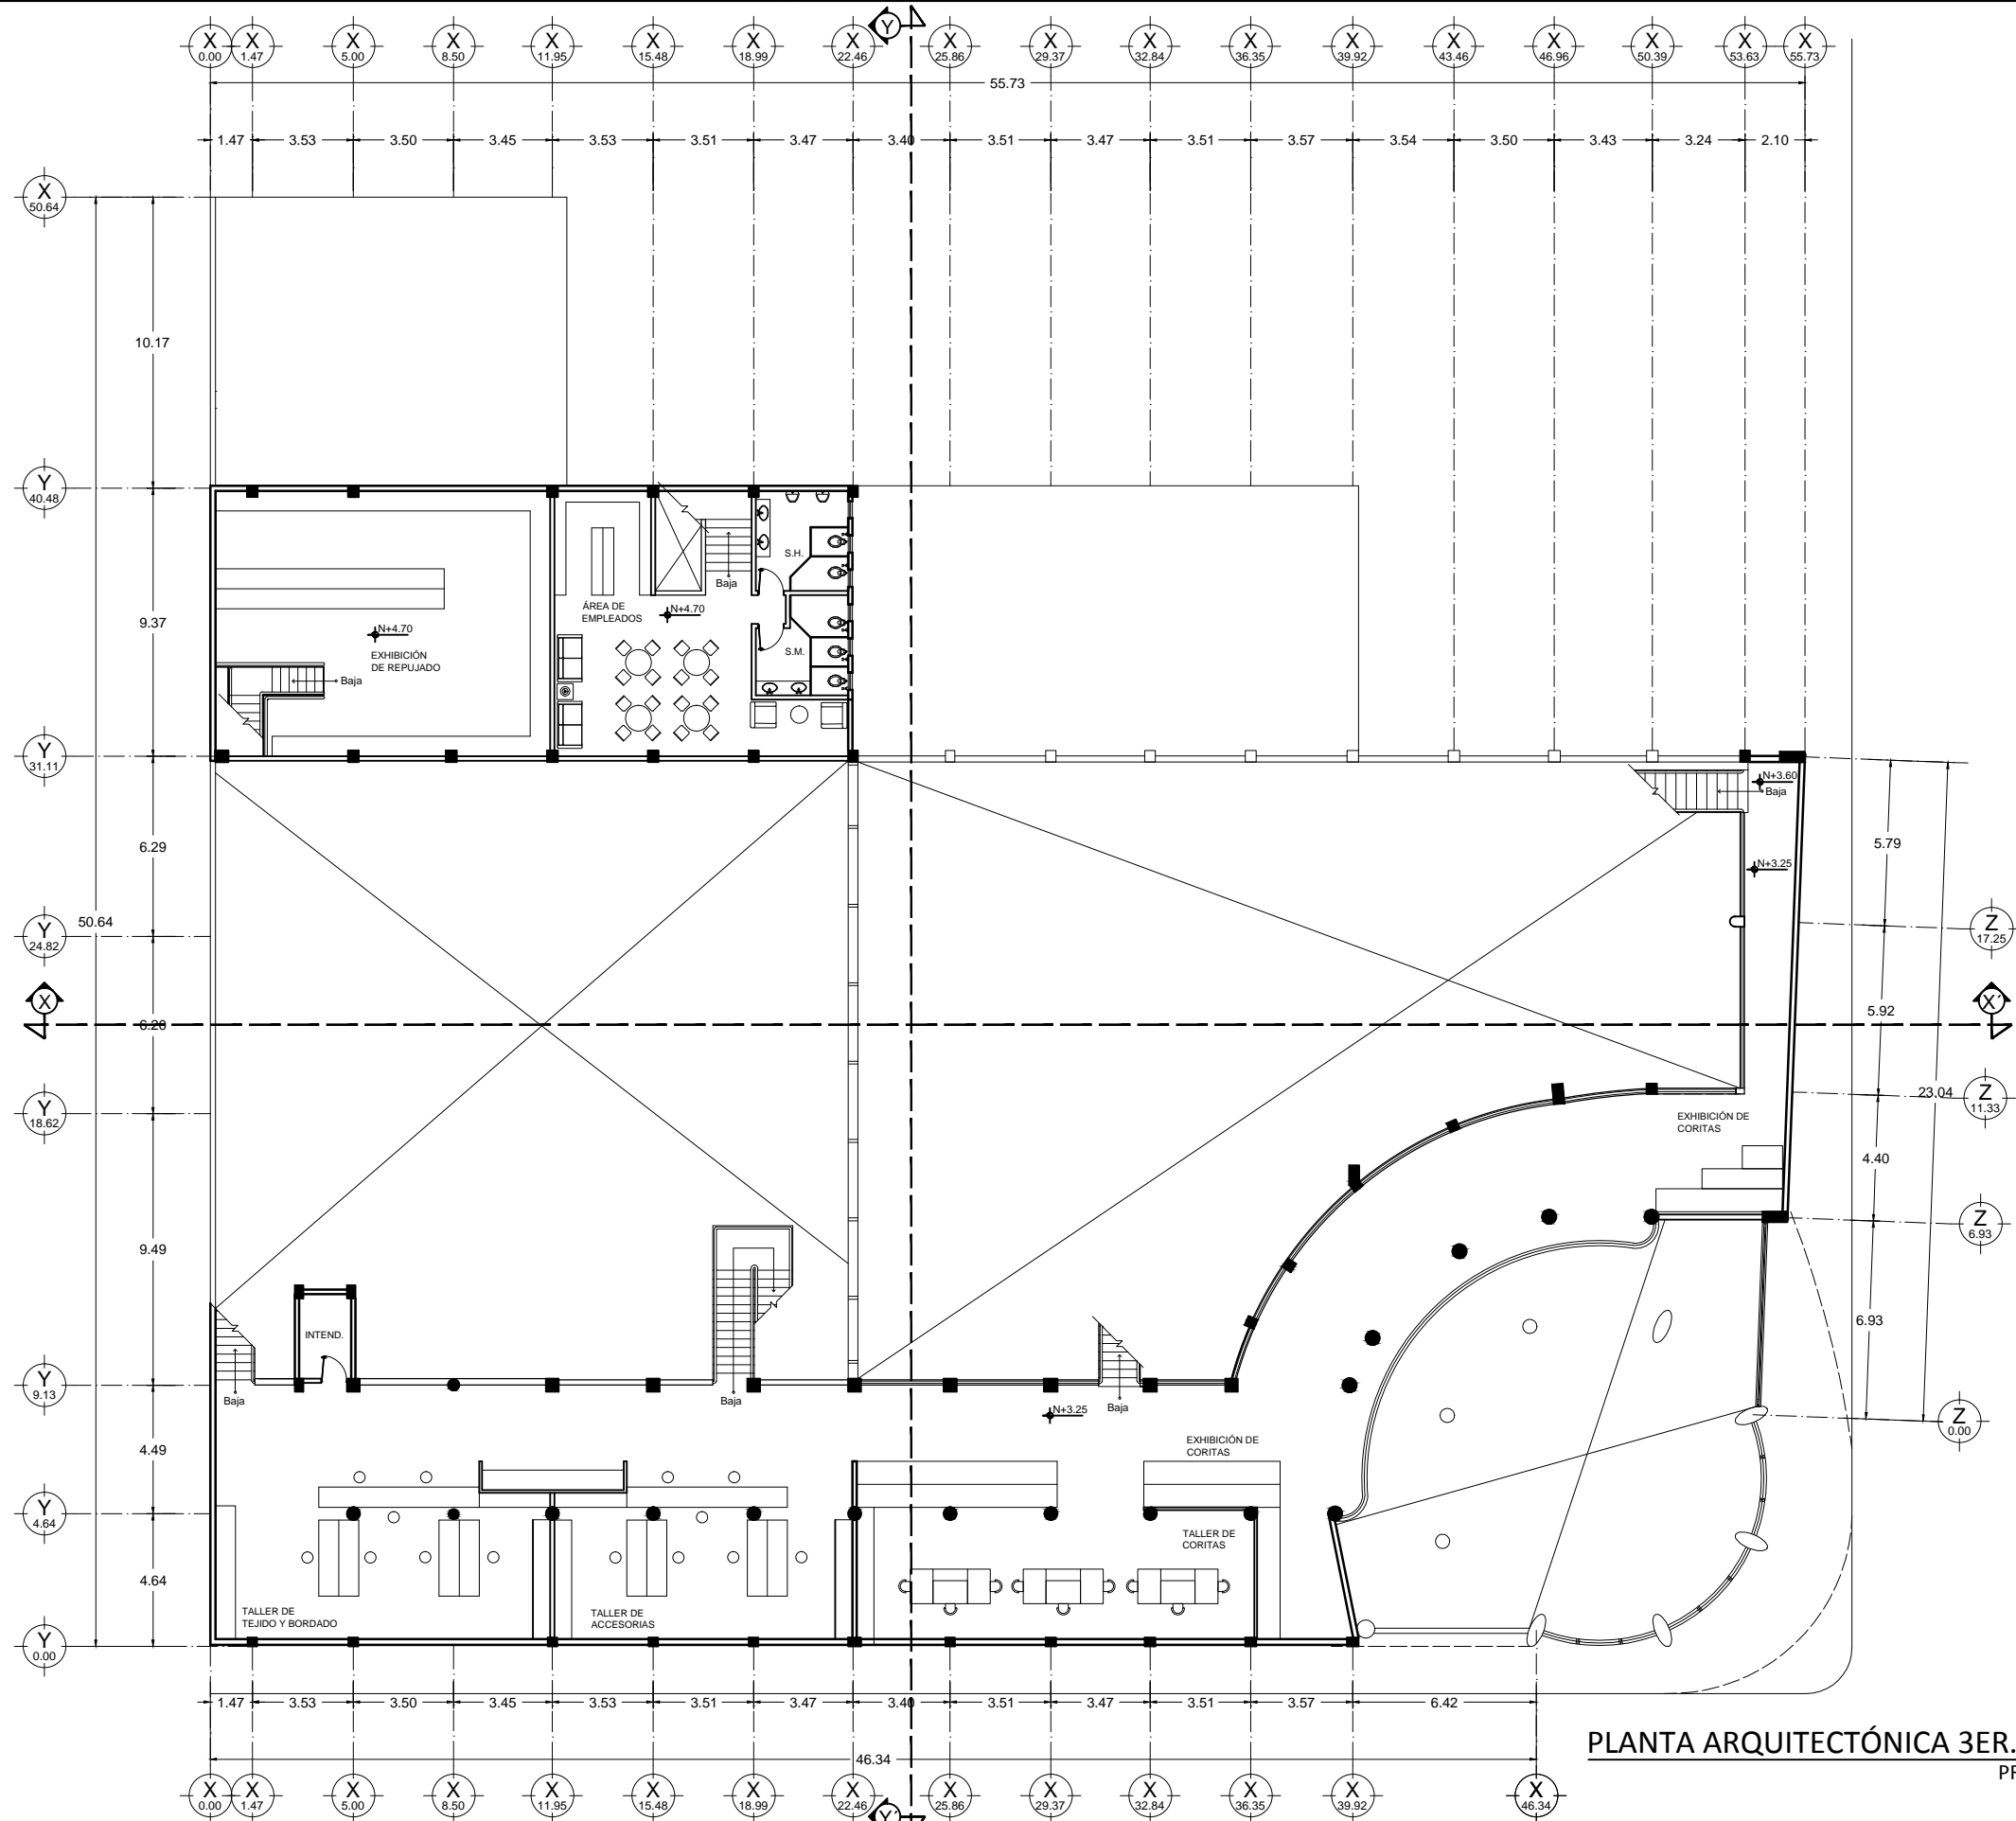 Y
X X X X X X X X X X X X X X X X X
0.00 1.47 5.00 8.50 11.95 15.48 18.99 22.46 25.86 29.37 32.84 36.35 39.92 43.46 46.96 50.39 53.63 55.73
55.73
1.47 3.53 3.50 3.45 3.53 3.51 3.47 3.40 3.51 3.47 3.51 3.57 3.54 3.50 3.43 3.24 2.10
X
50.64
10.17
Y
40.48
S.H.
Baja
ÁREA DE
EMPLEADOS
N+4.70
9.37
N+4.70
EXHIBICIÓN
DE REPUJADO
S.M.
Baja
Y
31.11
N+3.60
Baja
5.79
6.29
N+3.25
50.64
Y
24.82
Z
17.25
X
X'
5.92
6.20
23.04
Z
11.33
Y
18.62
EXHIBICIÓN DE
CORITAS
4.40
Z
6.93
9.49
6.93
INTEND.
Y
9.13
Baja
Baja
Baja
N+3.25
Z
0.00
4.49
EXHIBICIÓN DE
CORITAS
Y
4.64
TALLER DE
CORITAS
4.64
TALLER DE
TEJIDO Y BORDADO
TALLER DE
ACCESORIAS
Y
0.00
1.47 3.53 3.50 3.45 3.53 3.51 3.47 3.40 3.51 3.47 3.51 3.57 6.42
PLANTA ARQUITECTÓNICA 3ER.
46.34
X X X X X X X X X X X X X X
0.00 1.47 5.00 8.50 11.95 15.48 18.99 22.46 25.86 29.37 32.84 36.35 39.92 46.34
Y'